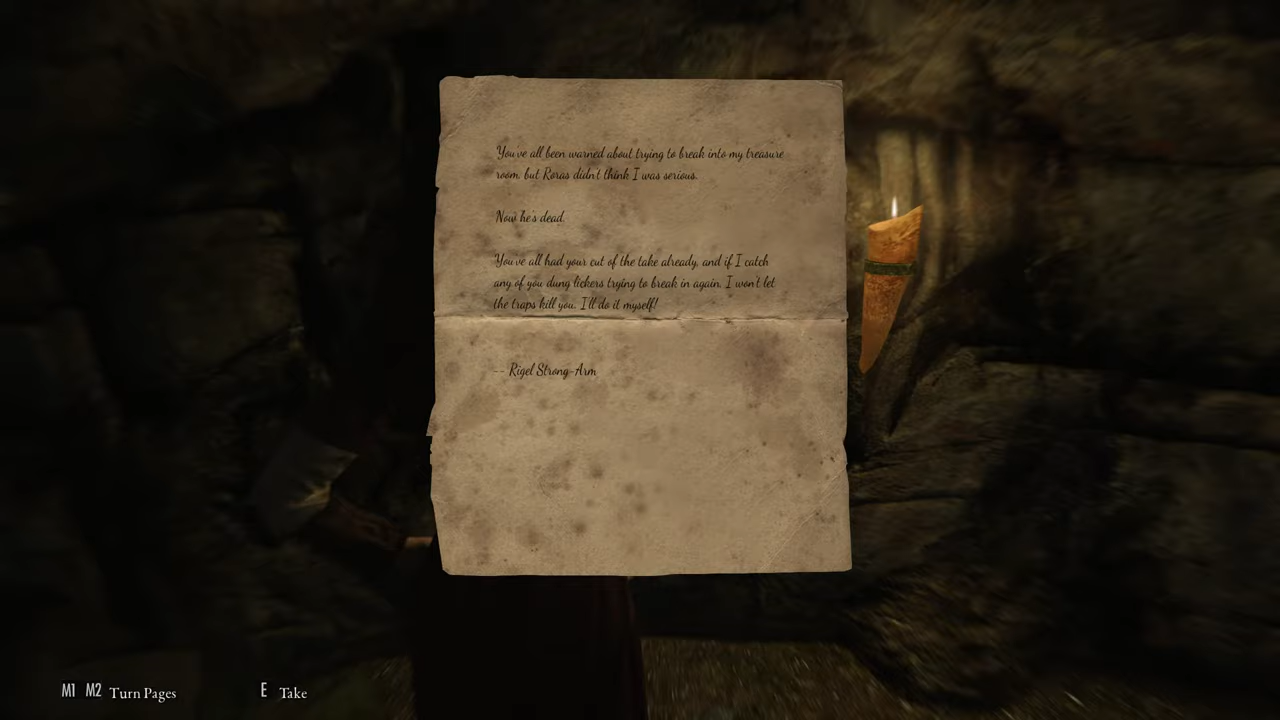 You've all been warned about trying to break into my treasure
room, but Roras didn't think I was serious.
Now he's dead.
You've all had your cut of the take already, and if I catch
any of you dung lickers trying to break in again, I won't let
the traps kill you. I'll do it myself!
-- Rigel Strong-Arm
M1 M2 Turn Pages
E Take